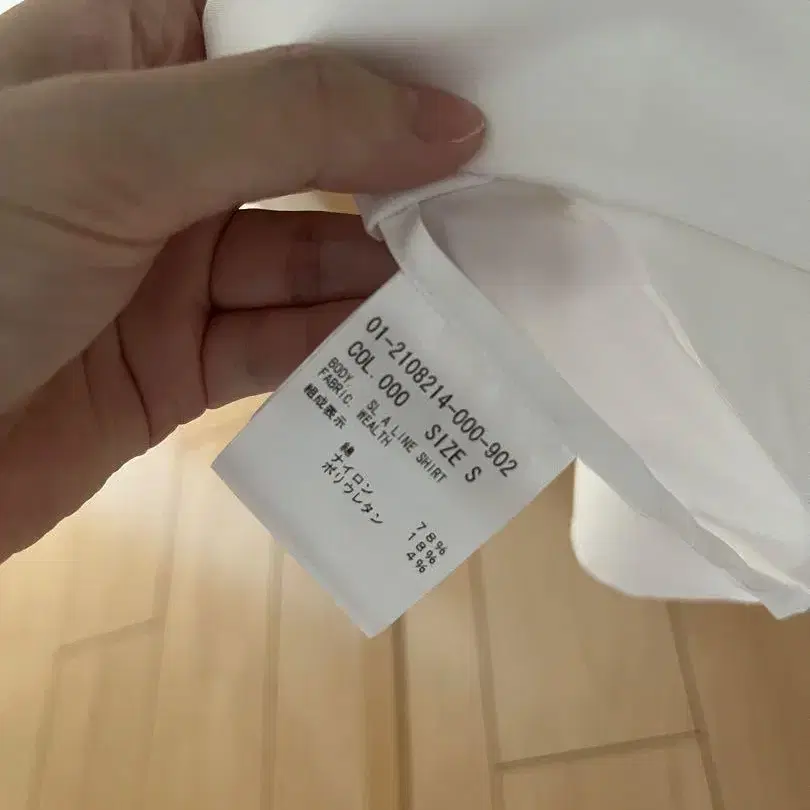 01-2108214-000-902
COL. 000 SIZE S
BODY. SL A LINE SHIRT
FABRIC. WEALTH
組成表示
綿 78%
ナイロン 18%
ポリウレタン 4%